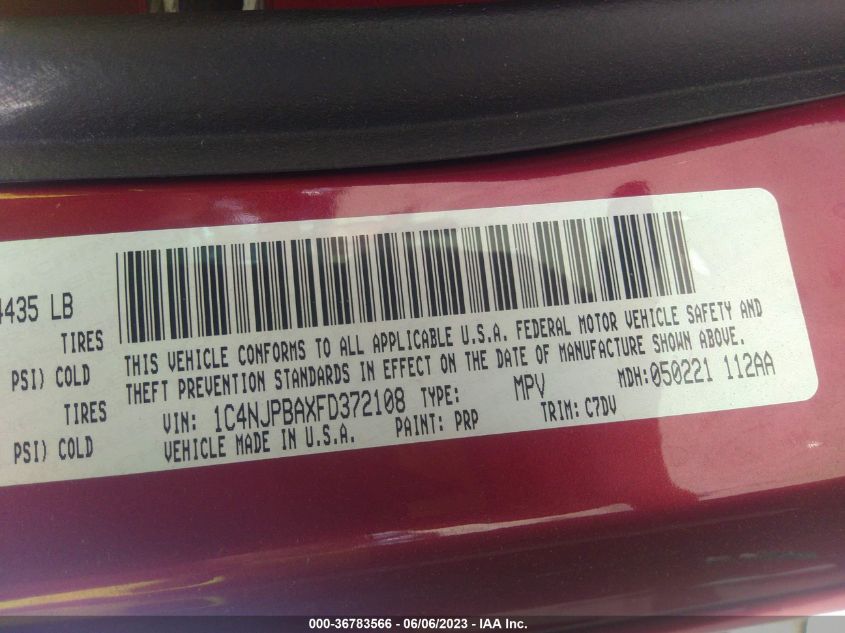 4435 LB
TIRES
PSI) COLD
TIRES
PSI) COLD
THIS VEHICLE CONFORMS TO ALL APPLICABLE U.S.A. FEDERAL MOTOR VEHICLE SAFETY AND
THEFT PREVENTION STANDARDS IN EFFECT ON THE DATE OF MANUFACTURE SHOWN ABOVE.
VIN: 1C4NJPBAXFD372108 TYPE: MPV MDH:050221 112AA
VEHICLE MADE IN U.S.A. PAINT: PRP TRIM: C7DV
000-36783566 - 06/06/2023 - IAA Inc.